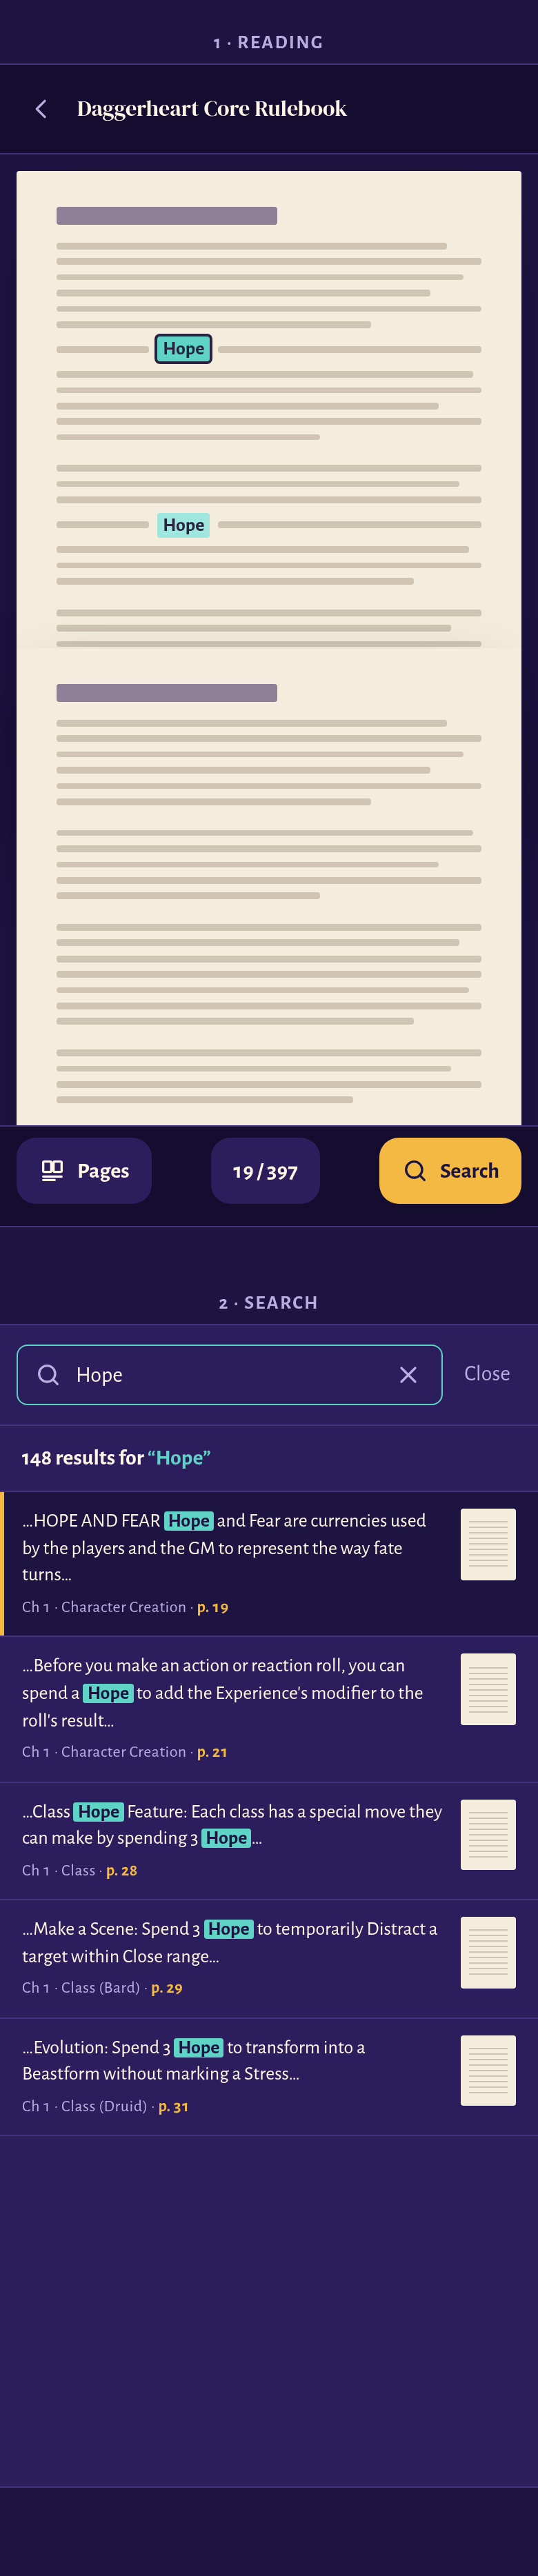 1 · READING
Daggerheart Core Rulebook
Hope
Hope
Pages
19 / 397
Search
2 · SEARCH
Hope
Close
148 results for “Hope”
...HOPE AND FEAR Hope and Fear are currencies used
by the players and the GM to represent the way fate
turns...
Ch 1 · Character Creation · p. 19
...Before you make an action or reaction roll, you can
spend a Hope to add the Experience's modifier to the
roll's result...
Ch 1 · Character Creation · p. 21
...Class Hope Feature: Each class has a special move they
can make by spending 3 Hope...
Ch 1 · Class · p. 28
...Make a Scene: Spend 3 Hope to temporarily Distract a
target within Close range...
Ch 1 · Class (Bard) · p. 29
...Evolution: Spend 3 Hope to transform into a
Beastform without marking a Stress...
Ch 1 · Class (Druid) · p. 31